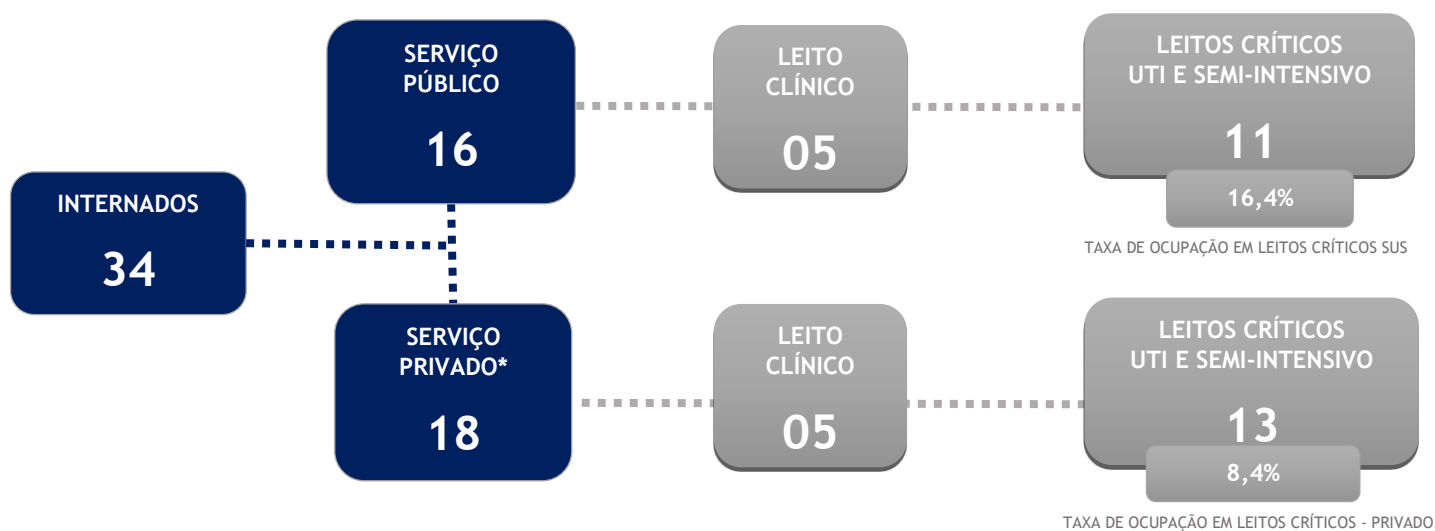 INTERNADOS
34
SERVIÇO
PÚBLICO
16
LEITO
CLÍNICO
05
LEITOS CRÍTICOS
UTI E SEMI-INTENSIVO
11
16,4%
TAXA DE OCUPAÇÃO EM LEITOS CRÍTICOS SUS
SERVIÇO
PRIVADO*
18
LEITO
CLÍNICO
05
LEITOS CRÍTICOS
UTI E SEMI-INTENSIVO
13
8,4%
TAXA DE OCUPAÇÃO EM LEITOS CRÍTICOS - PRIVADO